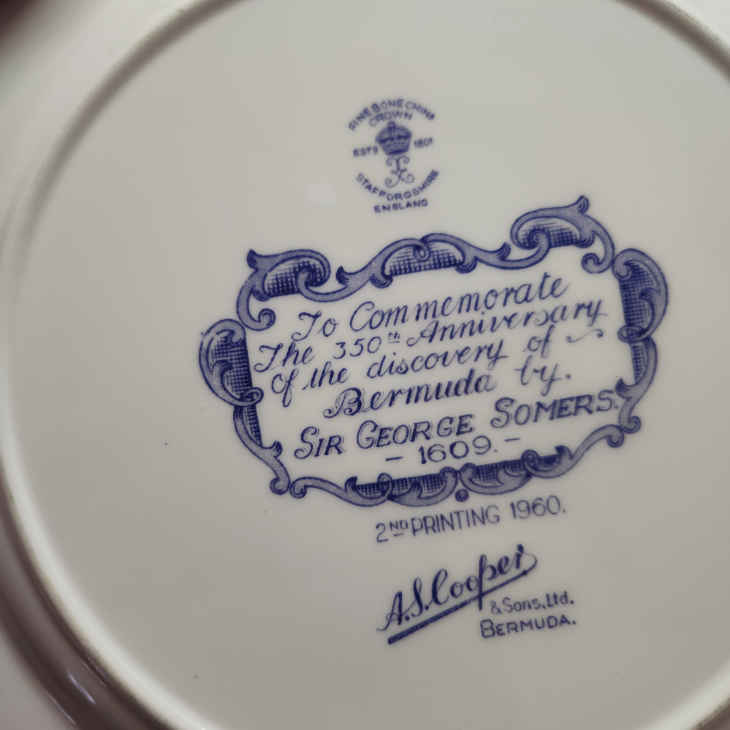 FINE BONE CHINA
CROWN
ESTD 1801
STAFFORDSHIRE
ENGLAND
To Commemorate
The 350th Anniversary
Of the discovery of
Bermuda by.
SIR GEORGE SOMERS.
- 1609. -
2ND PRINTING 1960.
A.S. Cooper
& Sons, Ltd.
BERMUDA.